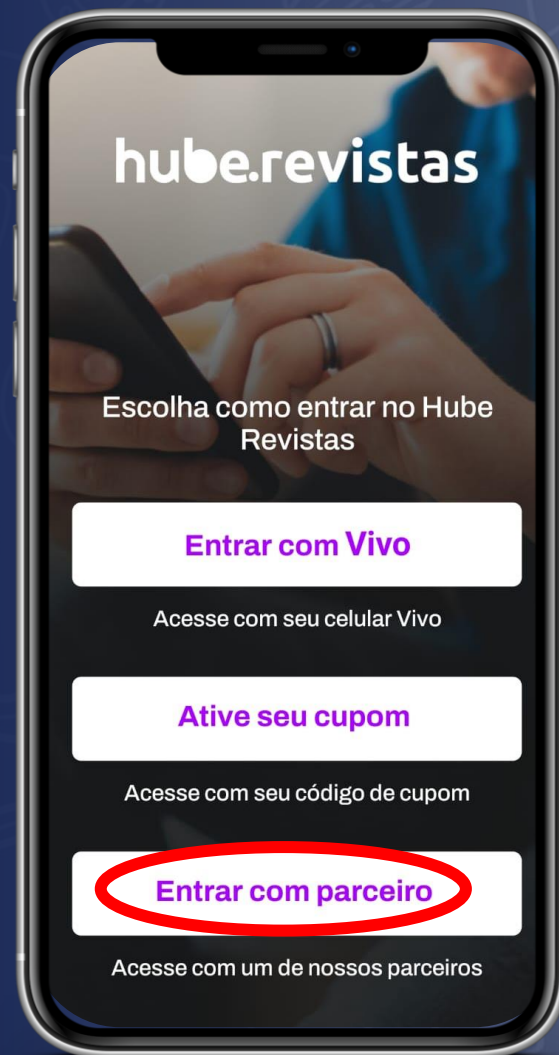 hube.revistas
Escolha como entrar no Hube
Revistas
Entrar com Vivo
Acesse com seu celular Vivo
Ative seu cupom
Acesse com seu código de cupom
Entrar com parceiro
Acesse com um de nossos parceiros